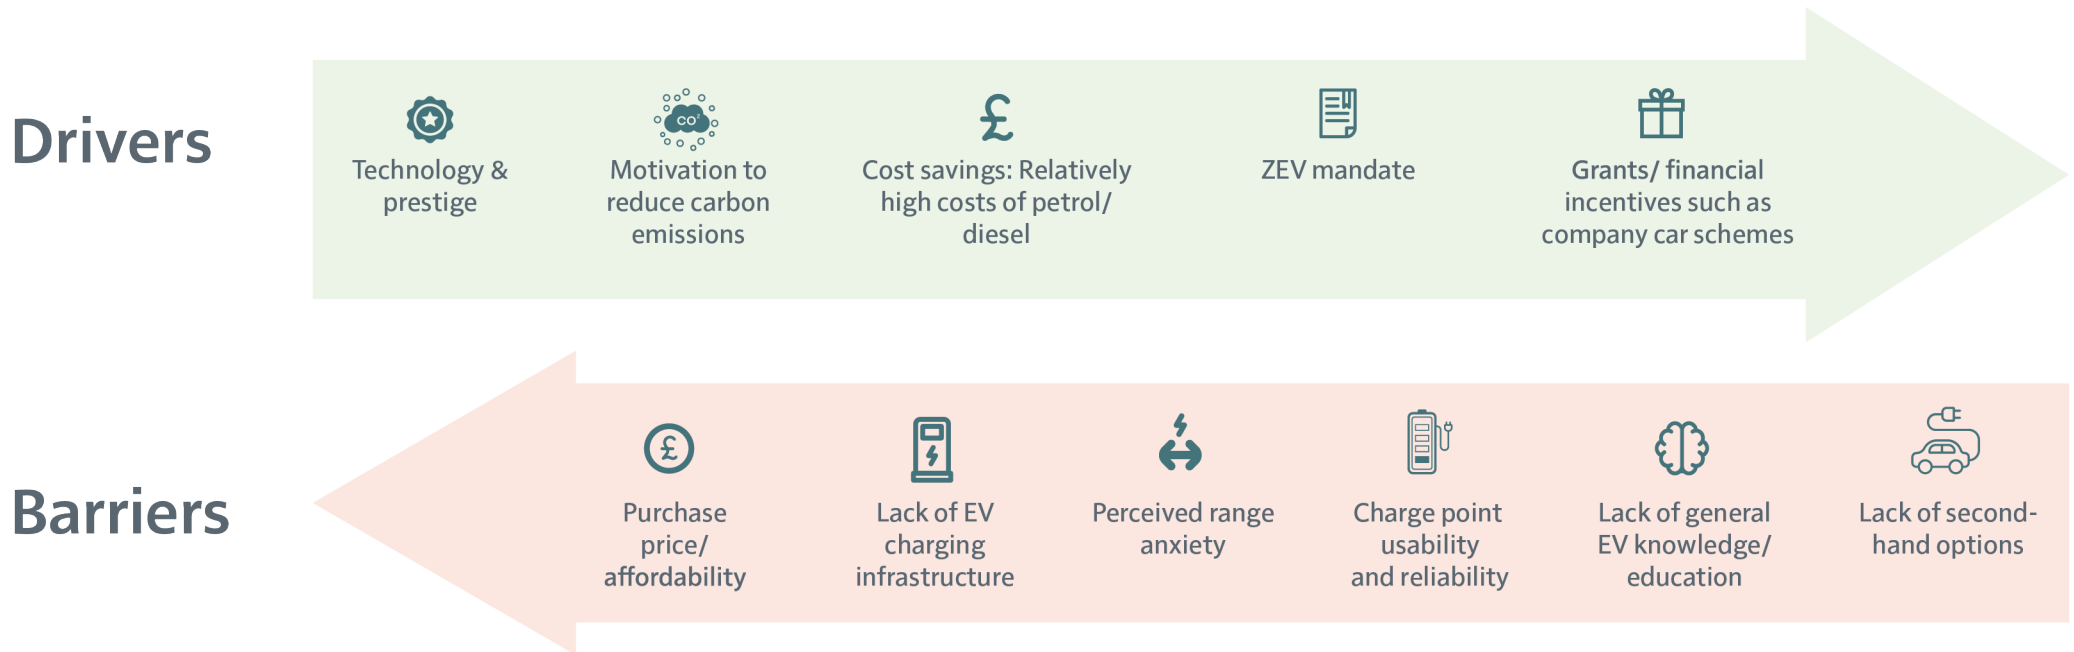 Drivers
Technology &
prestige
CO2
Motivation to
reduce carbon
emissions
£
Cost savings: Relatively
high costs of petrol/
diesel
ZEV mandate
Grants/ financial
incentives such as
company car schemes
Barriers
£
Purchase
price/
affordability
Lack of EV
charging
infrastructure
Perceived range
anxiety
Charge point
usability
and reliability
Lack of general
EV knowledge/
education
Lack of second-
hand options